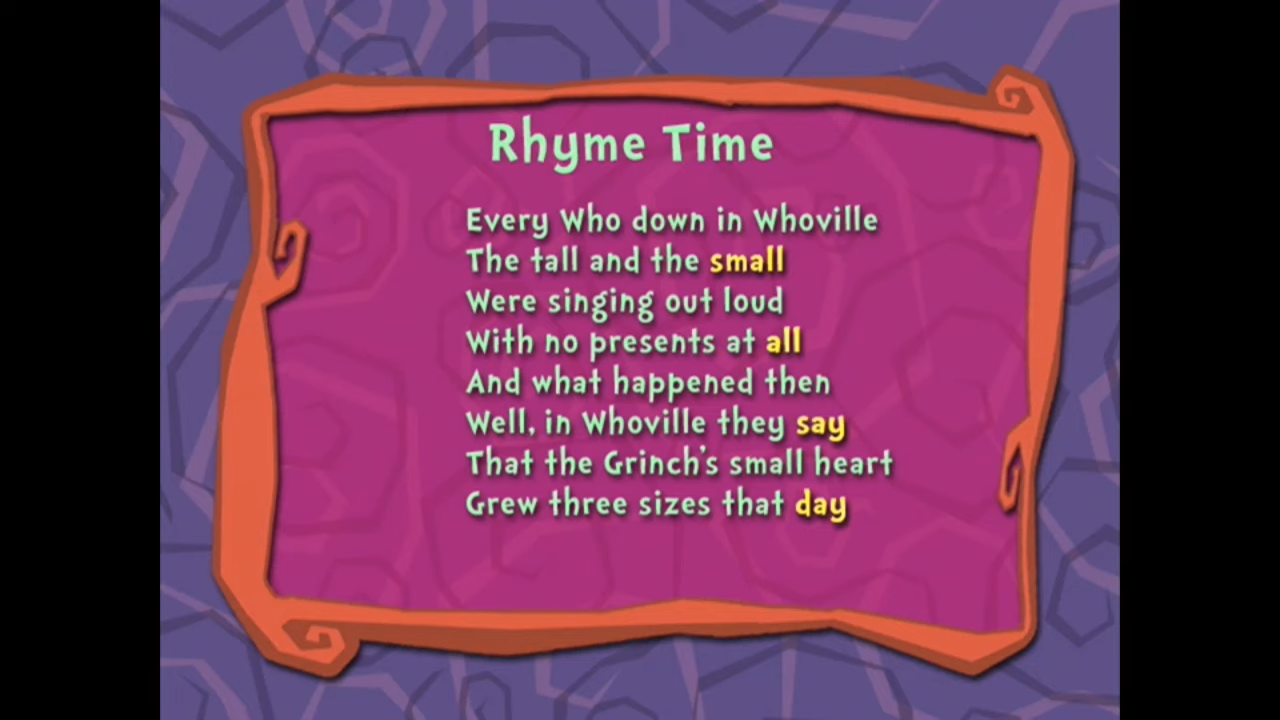 Rhyme Time
Every Who down in Whoville
The tall and the small
Were singing out loud
With no presents at all
And what happened then
Well, in Whoville they say
That the Grinch's small heart
Grew three sizes that day